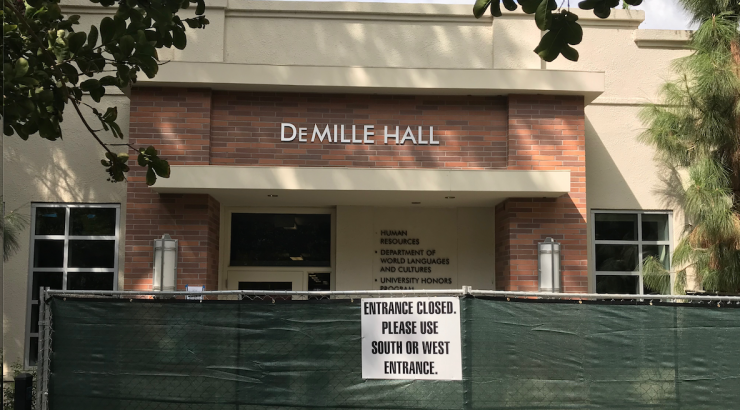 DEMILLE HALL
HUMAN
RESOURCES
• DEPARTMENT OF
WORLD LANGUAGES
AND CULTURES
• UNIVERSITY HONORS
PROGRAM
ENTRANCE CLOSED.
PLEASE USE
SOUTH OR WEST
ENTRANCE.